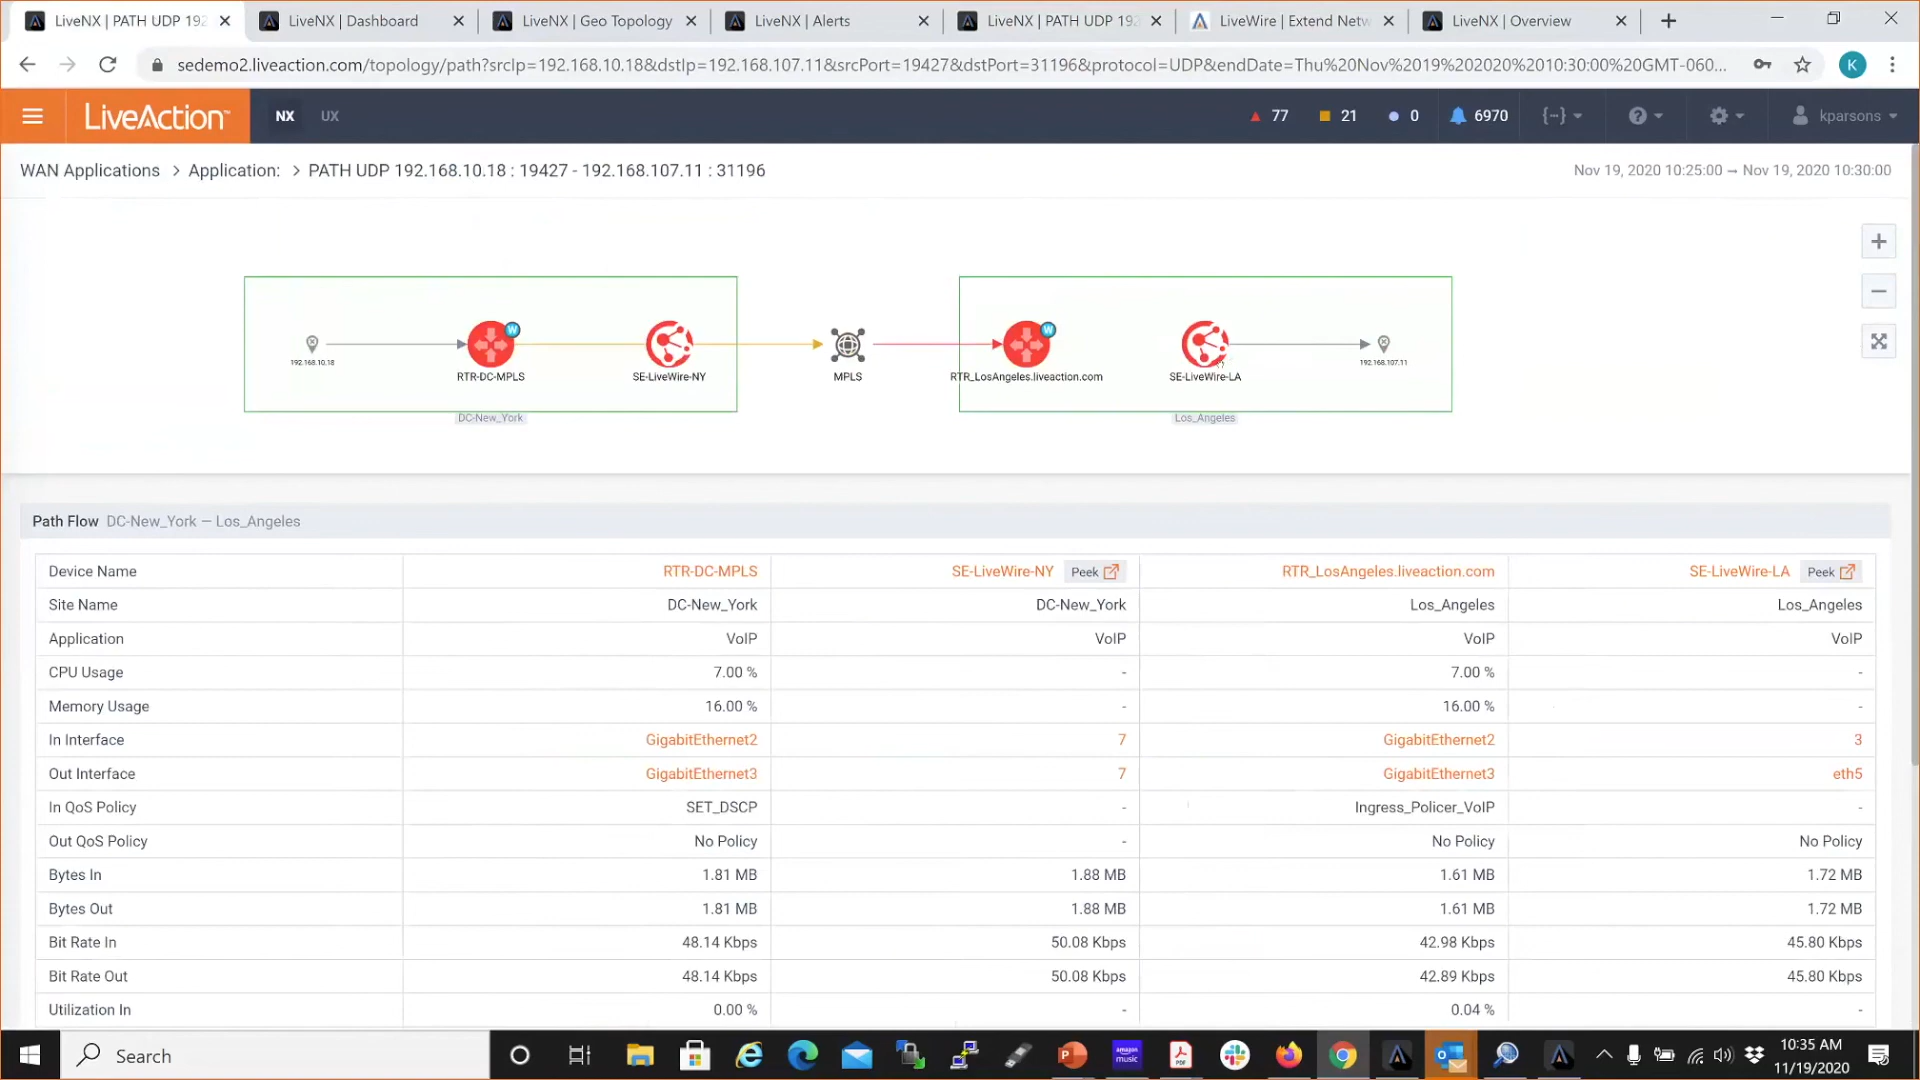 LiveNX | PATH UDP 192
LiveNX | Dashboard
LiveNX | Geo Topology
LiveNX | Alerts
LiveNX | PATH UDP 192
LiveWire | Extend Netw
LiveNX | Overview
sedemo2.liveaction.com/topology/path?srcIp=192.168.10.18&dstIp=192.168.107.11&srcPort=19427&dstPort=31196&protocol=UDP&endDate=Thu%20Nov%2019%202020%2010:30:00%20GMT-060...
K
LiveAction
NX
UX
77
21
0
6970
kparsons
WAN Applications > Application: > PATH UDP 192.168.10.18 : 19427 - 192.168.107.11 : 31196
Nov 19, 2020 10:25:00 → Nov 19, 2020 10:30:00
W
W
192.168.10.18
192.168.107.11
RTR-DC-MPLS
SE-LiveWire-NY
MPLS
RTR_LosAngeles.liveaction.com
SE-LiveWire-LA
DC-New_York
Los_Angeles
Path Flow DC-New_York — Los_Angeles
Device Name RTR-DC-MPLS SE-LiveWire-NY Peek RTR_LosAngeles.liveaction.com SE-LiveWire-LA Peek
Site Name DC-New_York DC-New_York Los_Angeles Los_Angeles
Application VoIP VoIP VoIP VoIP
CPU Usage 7.00 % - 7.00 % -
Memory Usage 16.00 % - 16.00 % -
In Interface GigabitEthernet2 7 GigabitEthernet2 3
Out Interface GigabitEthernet3 7 GigabitEthernet3 eth5
In QoS Policy SET_DSCP - Ingress_Policer_VoIP -
Out QoS Policy No Policy - No Policy No Policy
Bytes In 1.81 MB 1.88 MB 1.61 MB 1.72 MB
Bytes Out 1.81 MB 1.88 MB 1.61 MB 1.72 MB
Bit Rate In 48.14 Kbps 50.08 Kbps 42.98 Kbps 45.80 Kbps
Bit Rate Out 48.14 Kbps 50.08 Kbps 42.89 Kbps 45.80 Kbps
Utilization In 0.00 % - 0.04 % -
Search
amazon music
10:35 AM
11/19/2020